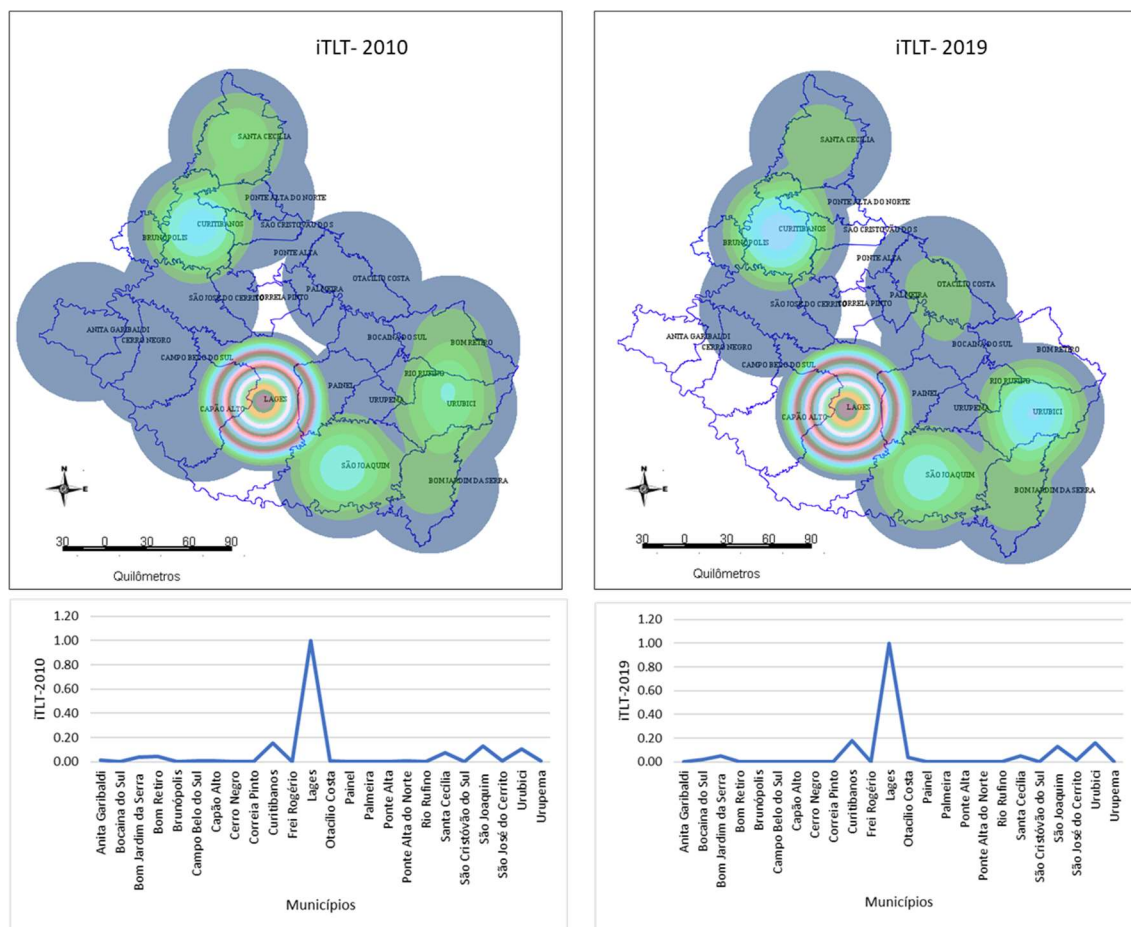 iTLT- 2010
SANTA CECÍLIA
PONTE ALTA DO NORTE
CURITIBANOS
SÃO CRISTOVÃO DO S
BRUNÓPOLIS
PONTE ALTA
OTACÍLIO COSTA
PALMEIRA
SÃO JOSÉ DO CERRITO
CORREIA PINTO
ANITA GARIBALDI
CERRO NEGRO
BOCAINA DO SUL
BOM RETIRO
CAMPO BELO DO SUL
RIO RUFINO
PAINEL
LAGES
URUPEMA
URUBICI
CAPÃO ALTO
SÃO JOAQUIM
BOM JARDIM DA SERRA
N
E
30 0 30 60 90
Quilômetros
iTLT- 2019
SANTA CECÍLIA
PONTE ALTA DO NORTE
CURITIBANOS
SÃO CRISTOVÃO DO S
BRUNÓPOLIS
PONTE ALTA
OTACÍLIO COSTA
PALMEIRA
SÃO JOSÉ DO CERRITO
CORREIA PINTO
ANITA GARIBALDI
CERRO NEGRO
BOCAINA DO SUL
BOM RETIRO
CAMPO BELO DO SUL
RIO RUFINO
PAINEL
LAGES
URUPEMA
URUBICI
CAPÃO ALTO
SÃO JOAQUIM
BOM JARDIM DA SERRA
N
E
30 0 30 60 90
Quilômetros
iTLT-2010
1.20
1.00
0.80
0.60
0.40
0.20
0.00
Anita Garibaldi
Bocaina do Sul
Bom Jardim da Serra
Bom Retiro
Brunópolis
Campo Belo do Sul
Capão Alto
Cerro Negro
Correia Pinto
Curitibanos
Frei Rogério
Lages
Otacílio Costa
Painel
Palmeira
Ponte Alta
Ponte Alta do Norte
Rio Rufino
Santa Cecília
São Cristóvão do Sul
São Joaquim
São José do Cerrito
Urubici
Urupema
Municípios
iTLT-2019
1.20
1.00
0.80
0.60
0.40
0.20
0.00
Anita Garibaldi
Bocaina do Sul
Bom Jardim da Serra
Bom Retiro
Brunópolis
Campo Belo do Sul
Capão Alto
Cerro Negro
Correia Pinto
Curitibanos
Frei Rogério
Lages
Otacílio Costa
Painel
Palmeira
Ponte Alta
Ponte Alta do Norte
Rio Rufino
Santa Cecília
São Cristóvão do Sul
São Joaquim
São José do Cerrito
Urubici
Urupema
Municípios